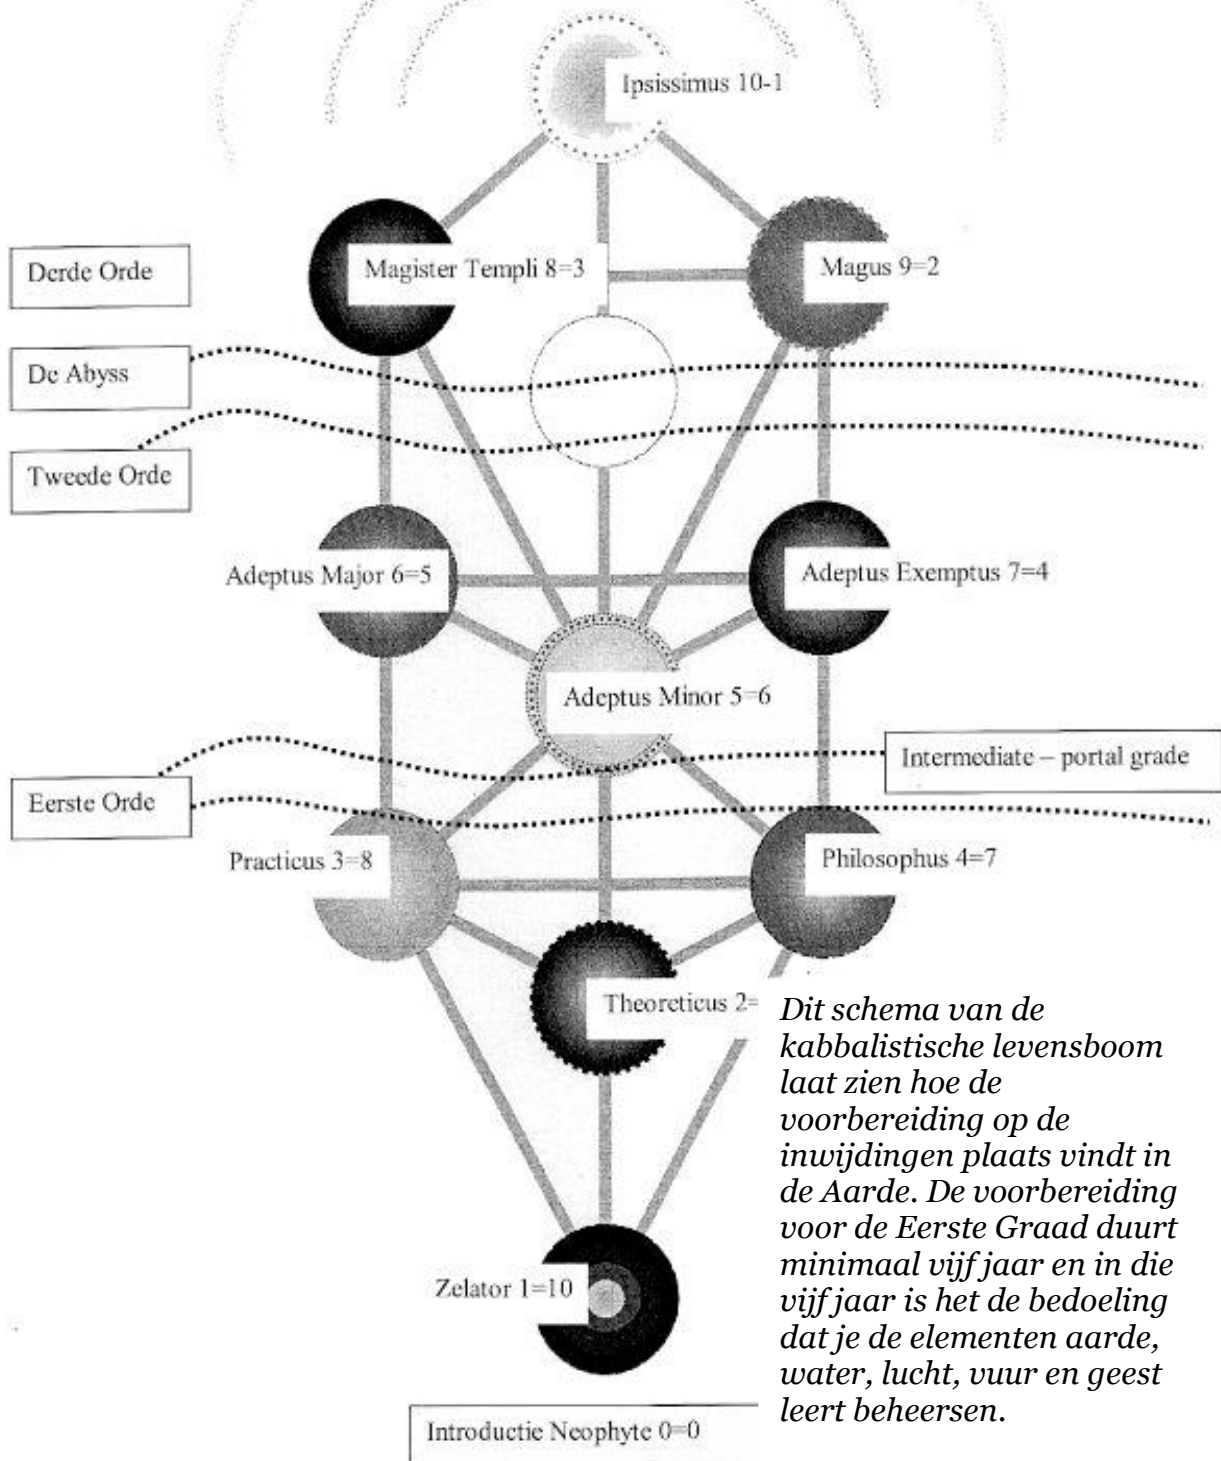 Ipsissimus 10-1
Magister Templi 8=3
Magus 9=2
Derde Orde
De Abyss
Tweede Orde
Adeptus Major 6=5
Adeptus Exemptus 7=4
Adeptus Minor 5=6
Intermediate – portal grade
Eerste Orde
Practicus 3=8
Philosophus 4=7
Theoreticus 2=
Dit schema van de
kabbalistische levensboom
laat zien hoe de
voorbereiding op de
inwijdingen plaats vindt in
de Aarde. De voorbereiding
voor de Eerste Graad duurt
minimaal vijf jaar en in die
vijf jaar is het de bedoeling
dat je de elementen aarde,
water, lucht, vuur en geest
leert beheersen.
Zelator 1=10
Introductie Neophyte 0=0